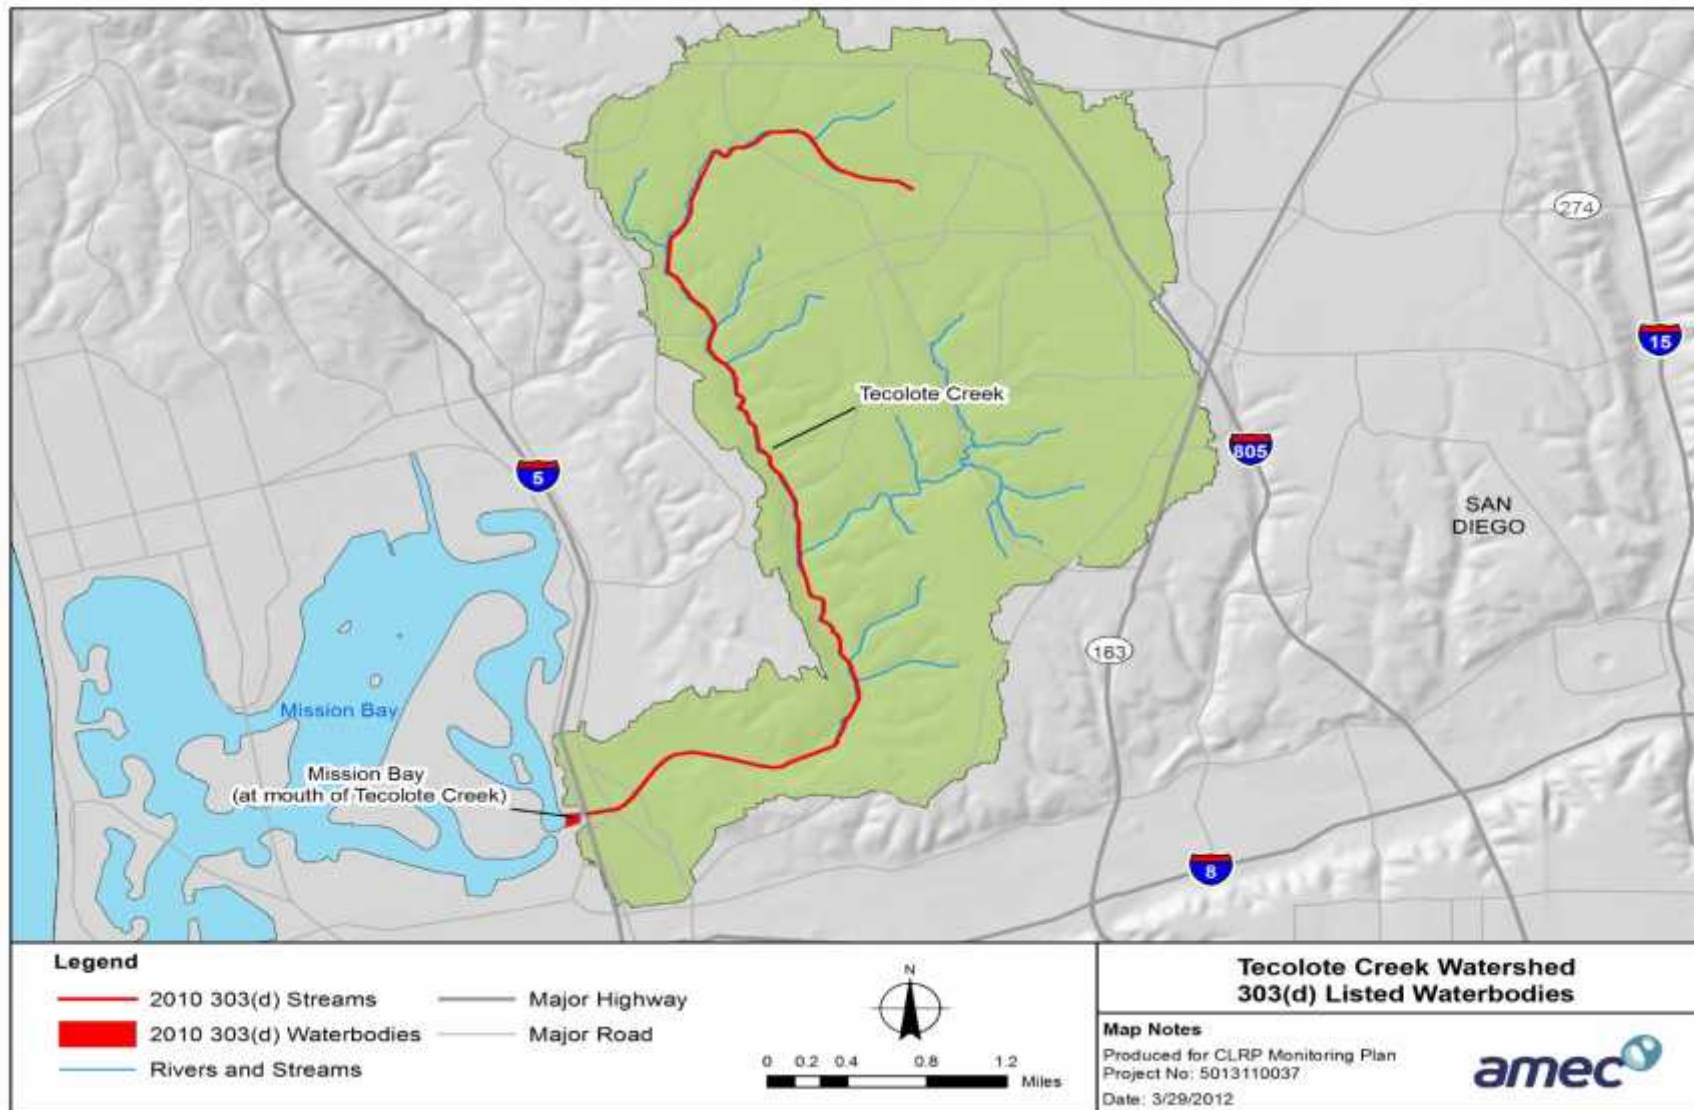 274
15
Tecolote Creek
805
5
SAN
DIEGO
163
Mission Bay
Mission Bay
(at mouth of Tecolote Creek)
8
Legend
2010 303(d) Streams
2010 303(d) Waterbodies
Rivers and Streams
Major Highway
Major Road
N
0 0.2 0.4 0.8 1.2
Miles
Tecolote Creek Watershed
303(d) Listed Waterbodies
Map Notes
Produced for CLRP Monitoring Plan
Project No: 5013110037
Date: 3/29/2012
amec